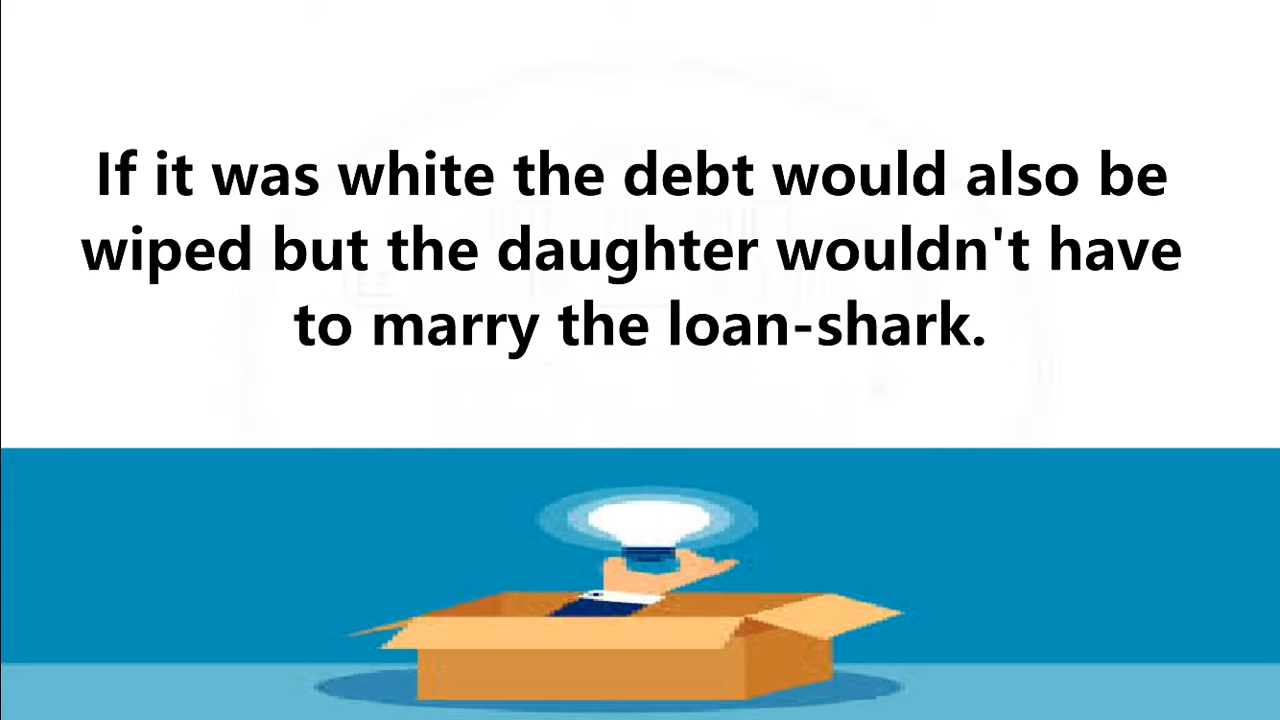 If it was white the debt would also be
wiped but the daughter wouldn't have
to marry the loan-shark.